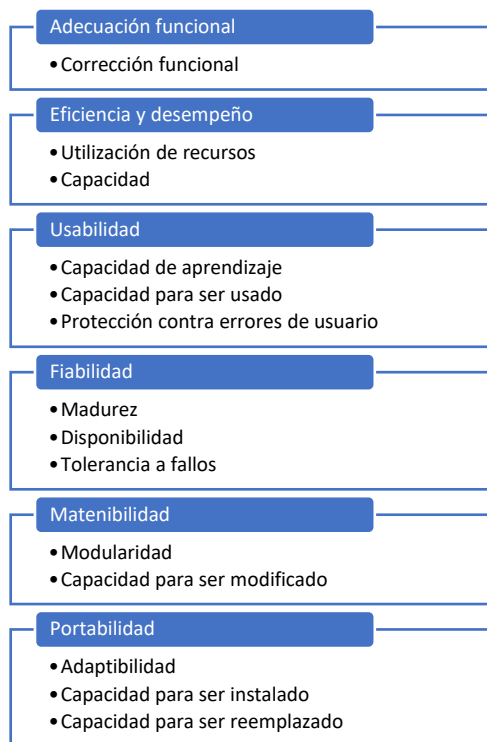 Adecuación funcional
•Corrección funcional
Eficiencia y desempeño
•Utilización de recursos
•Capacidad
Usabilidad
•Capacidad de aprendizaje
•Capacidad para ser usado
•Protección contra errores de usuario
Fiabilidad
•Madurez
•Disponibilidad
•Tolerancia a fallos
Matenibilidad
•Modularidad
•Capacidad para ser modificado
Portabilidad
•Adaptibilidad
•Capacidad para ser instalado
•Capacidad para ser reemplazado